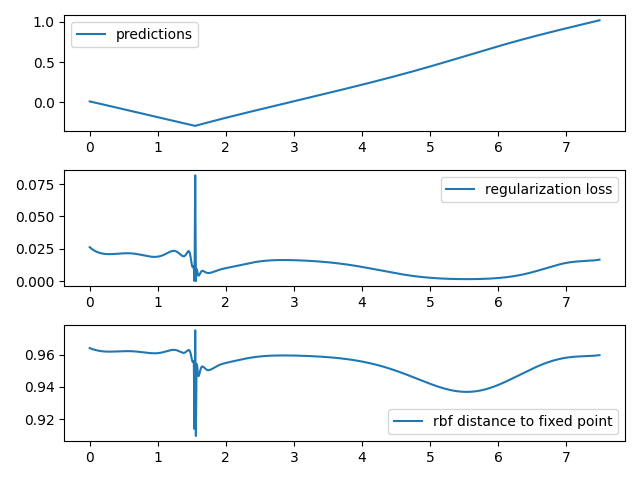 1.0
0.5
0.0
predictions
0 1 2 3 4 5 6 7
0.075
0.050
0.025
0.000
regularization loss
0 1 2 3 4 5 6 7
0.96
0.94
0.92
rbf distance to fixed point
0 1 2 3 4 5 6 7